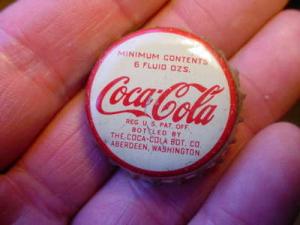 MINIMUM CONTENTS
6 FLUID OZS.
Coca-Cola
REG. U.S. PAT. OFF.
BOTTLED BY
THE COCA-COLA BOT. CO.
ABERDEEN, WASHINGTON